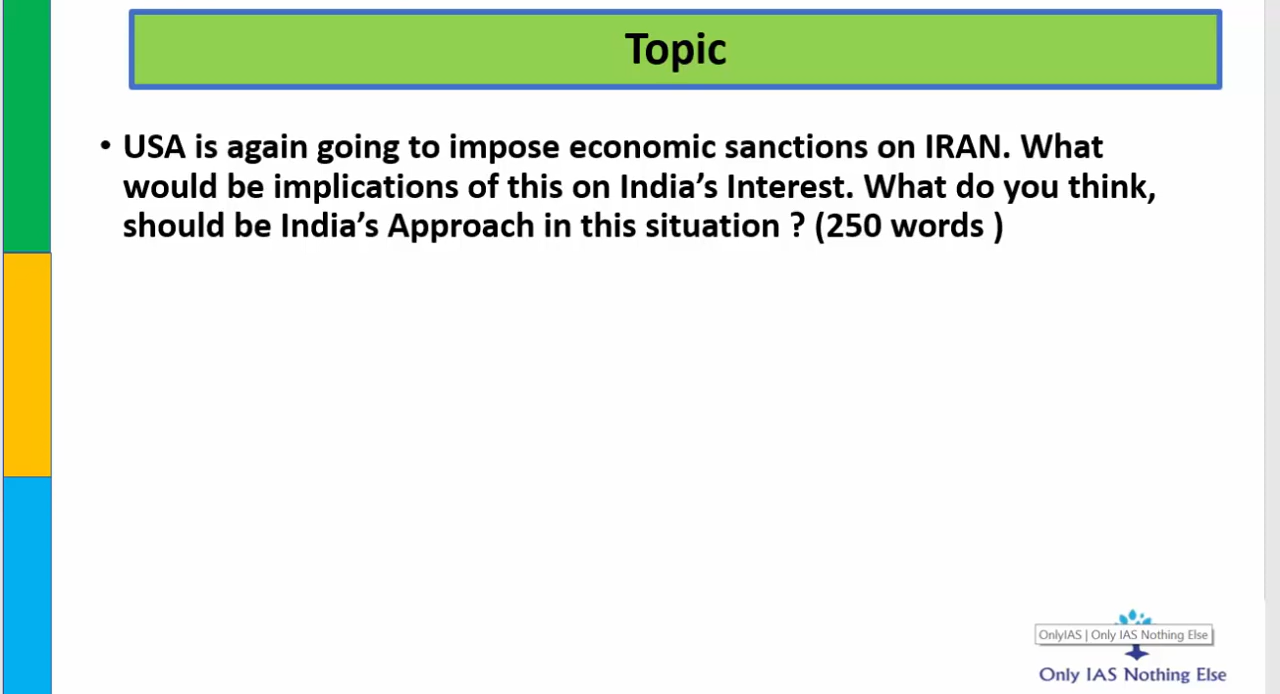 Topic
• USA is again going to impose economic sanctions on IRAN. What
would be implications of this on India's Interest. What do you think,
should be India's Approach in this situation ? (250 words )
OnlyIAS | Only IAS Nothing Else
Only IAS Nothing Else